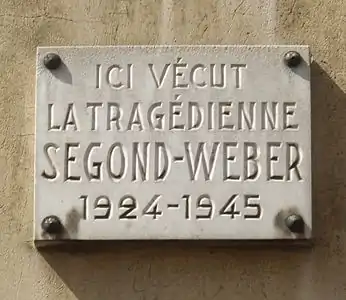 ICI VÉCUT
LA TRAGÉDIENNE
SEGOND-WEBER
1924-1945